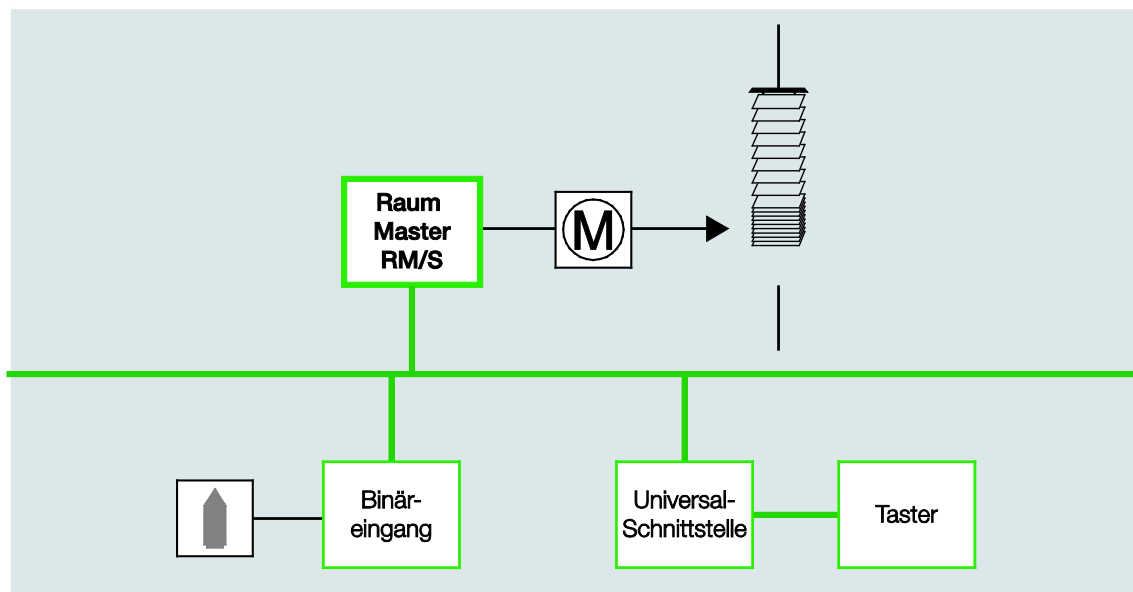 Raum
Master
RM/S
M
Binär-
eingang
Universal-
Schnittstelle
Taster